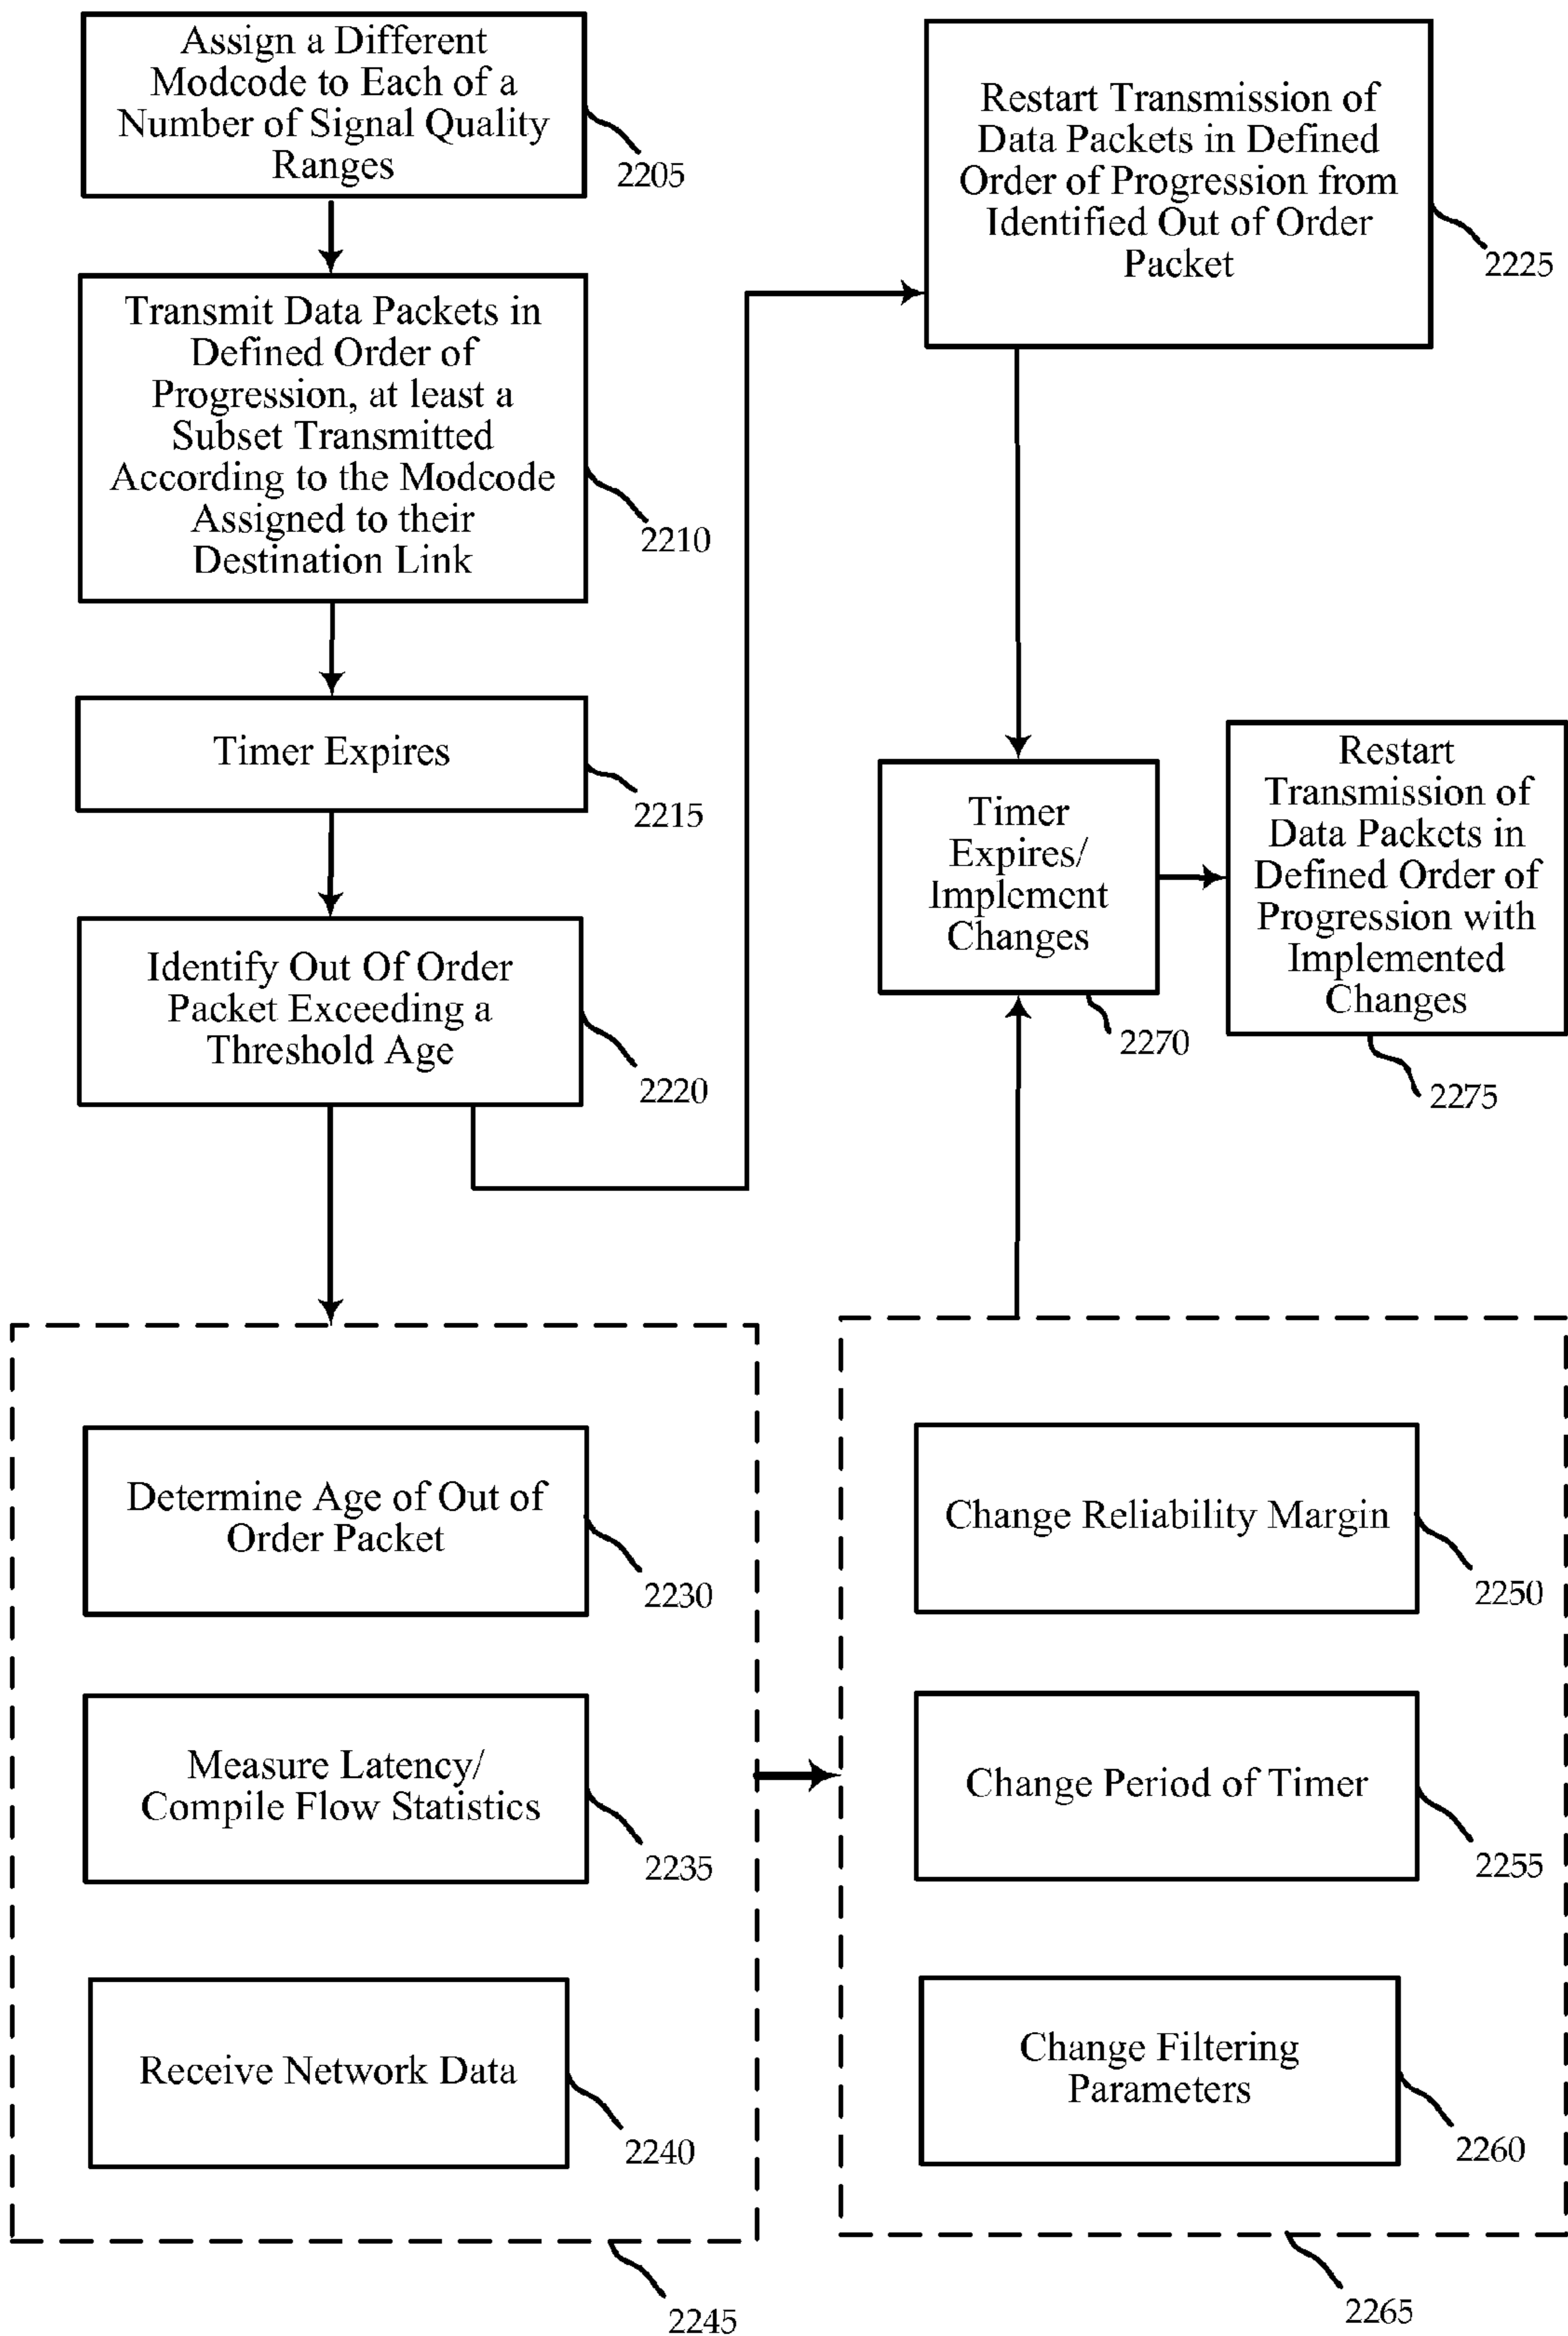 Assign a Different
Modcode to Each of a
Number of Signal Quality
Ranges
2205
Transmit Data Packets in
Defined Order of
Progression, at least a
Subset Transmitted
According to the Modcode
Assigned to their
Destination Link
2210
Timer Expires
2215
Identify Out Of Order
Packet Exceeding a
Threshold Age
2220
Restart Transmission of
Data Packets in Defined
Order of Progression from
Identified Out of Order
Packet
2225
Timer
Expires/
Implement
Changes
2270
Restart
Transmission of
Data Packets in
Defined Order of
Progression with
Implemented
Changes
2275
Determine Age of Out of
Order Packet
2230
Measure Latency/
Compile Flow Statistics
2235
Receive Network Data
2240
2245
Change Reliability Margin
2250
Change Period of Timer
2255
Change Filtering
Parameters
2260
2265